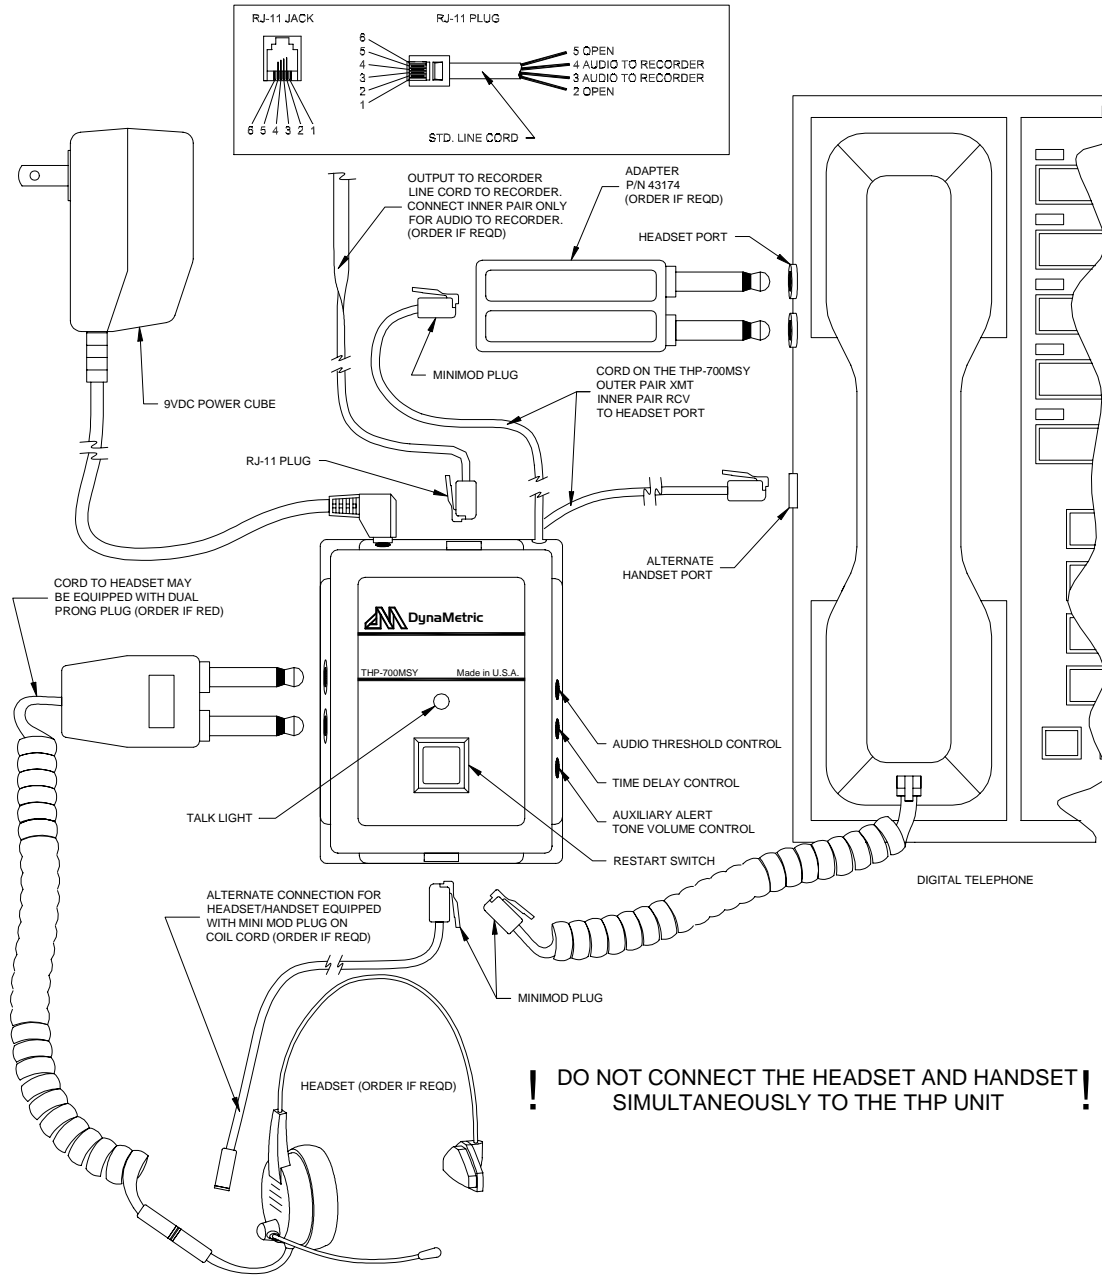 RJ-11 JACK
6 5 4 3 2 1
RJ-11 PLUG
6
5
4
3
2
1
5 OPEN
4 AUDIO TO RECORDER
3 AUDIO TO RECORDER
2 OPEN
STD. LINE CORD
OUTPUT TO RECORDER
LINE CORD TO RECORDER.
CONNECT INNER PAIR ONLY
FOR AUDIO TO RECORDER.
(ORDER IF REQD)
ADAPTER
P/N 43174
(ORDER IF REQD)
HEADSET PORT
MINIMOD PLUG
9VDC POWER CUBE
CORD ON THE THP-700MSY
OUTER PAIR XMT
INNER PAIR RCV
TO HEADSET PORT
RJ-11 PLUG
ALTERNATE
HANDSET PORT
CORD TO HEADSET MAY
BE EQUIPPED WITH DUAL
PRONG PLUG (ORDER IF RED)
DynaMetric
THP-700MSY Made in U.S.A.
AUDIO THRESHOLD CONTROL
TIME DELAY CONTROL
AUXILIARY ALERT
TONE VOLUME CONTROL
TALK LIGHT
RESTART SWITCH
DIGITAL TELEPHONE
ALTERNATE CONNECTION FOR
HEADSET/HANDSET EQUIPPED
WITH MINI MOD PLUG ON
COIL CORD (ORDER IF REQD)
MINIMOD PLUG
HEADSET (ORDER IF REQD)
! DO NOT CONNECT THE HEADSET AND HANDSET !
SIMULTANEOUSLY TO THE THP UNIT